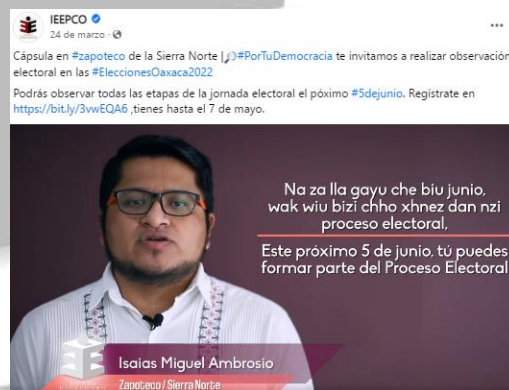 IEEPCO
24 de marzo ·
Cápsula en #zapoteco de la Sierra Norte | #PorTuDemocracia te invitamos a realizar observación
electoral en las #EleccionesOaxaca2022
Podrás observar todas las etapas de la jornada electoral el póximo #5dejunio. Regístrate en
https://bit.ly/3vwEQA6 ,tienes hasta el 7 de mayo.
Na za lla gayu che biu junio,
wak wiu bizi chho xhnez dan nzi
proceso electoral,
Este próximo 5 de junio, tú puedes
formar parte del Proceso Electoral
Isaias Miguel Ambrosio
Zapoteco / Sierra Norte